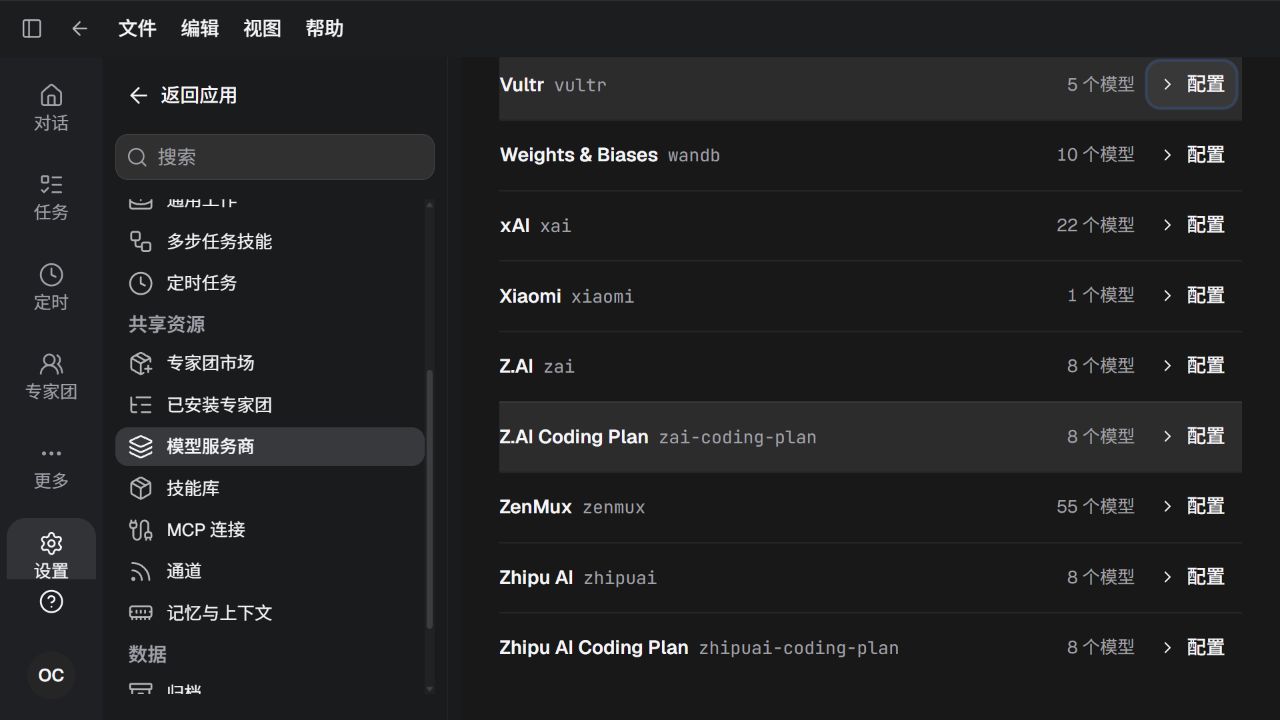 文件 编辑 视图 帮助
对话
任务
定时
专家团
更多
设置
OC
返回应用
搜索
通用工作
多步任务技能
定时任务
共享资源
专家团市场
已安装专家团
模型服务商
技能库
MCP 连接
通道
记忆与上下文
数据
归档
Vultr vultr 5 个模型 配置
Weights & Biases wandb 10 个模型 配置
xAI xai 22 个模型 配置
Xiaomi xiaomi 1 个模型 配置
Z.AI zai 8 个模型 配置
Z.AI Coding Plan zai-coding-plan 8 个模型 配置
ZenMux zenmux 55 个模型 配置
Zhipu AI zhipuai 8 个模型 配置
Zhipu AI Coding Plan zhipuai-coding-plan 8 个模型 配置